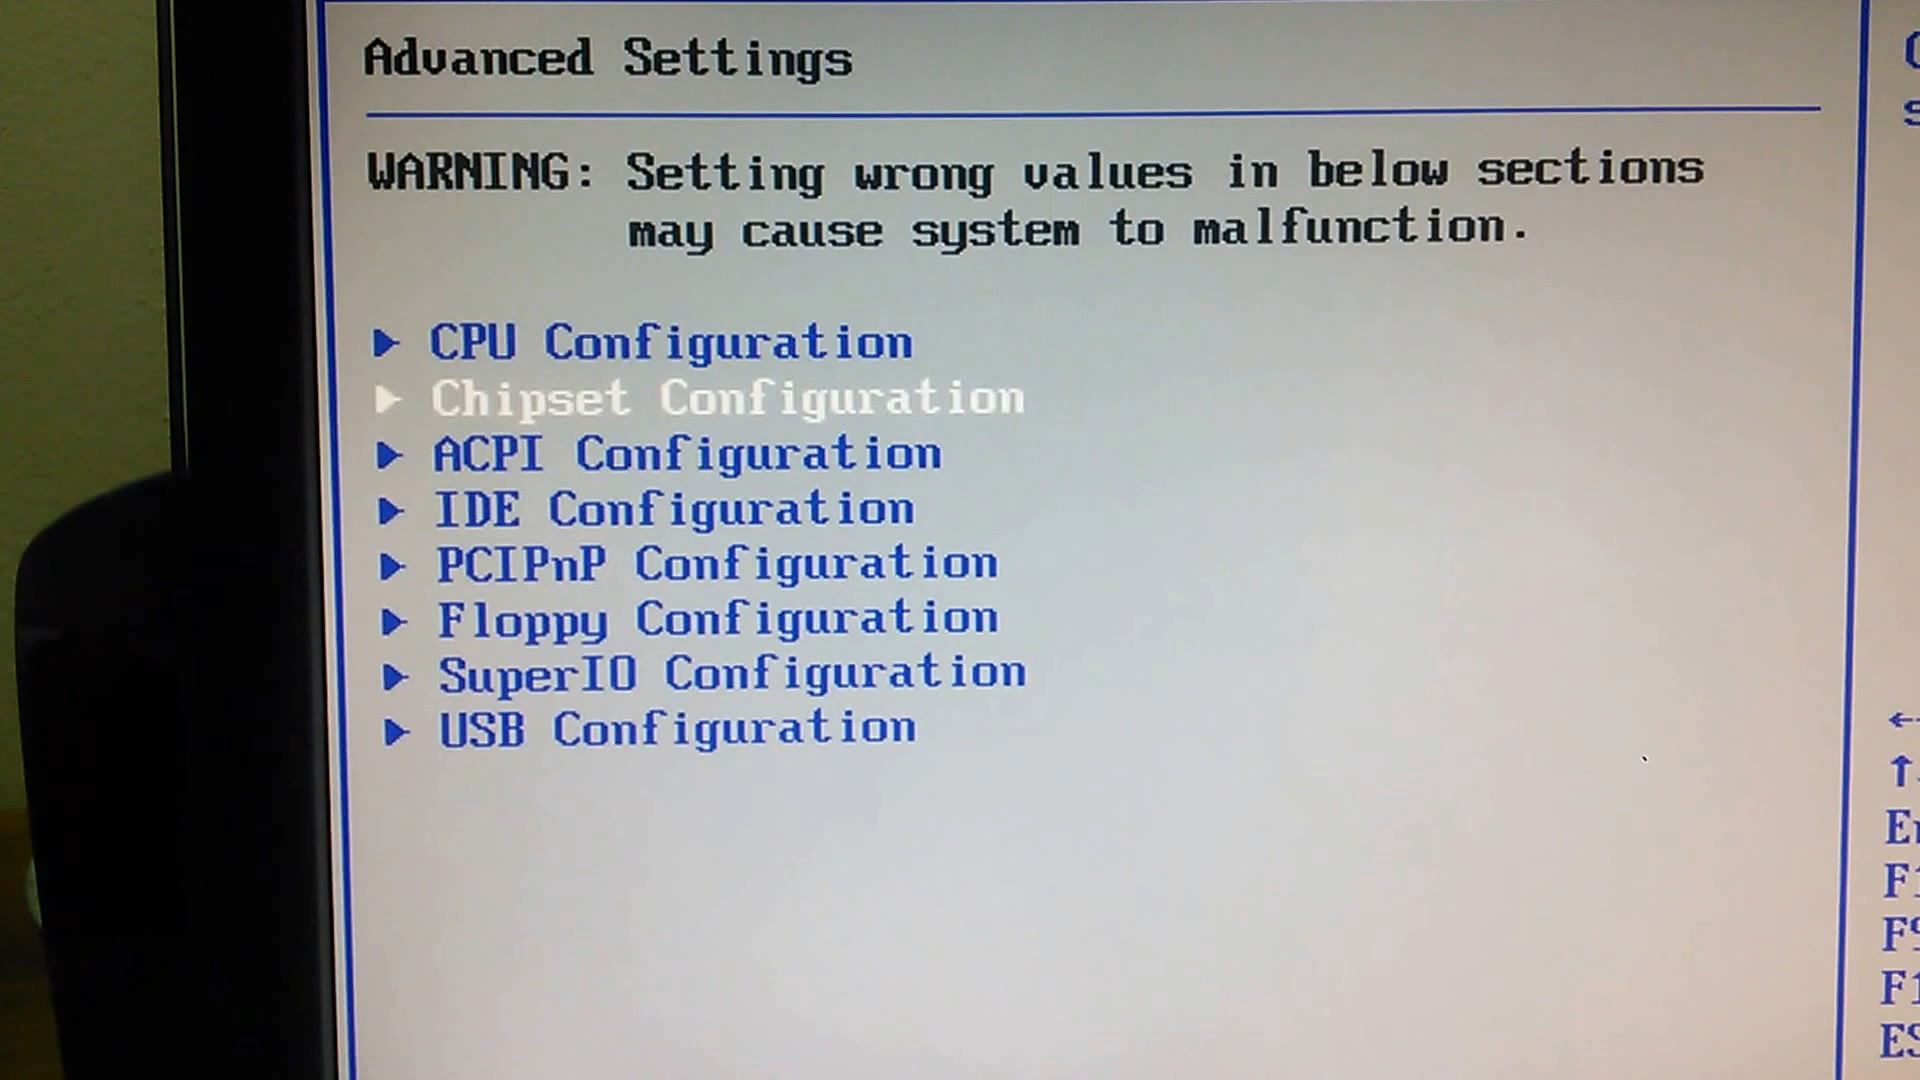 Advanced Settings
WARNING: Setting wrong values in below sections
may cause system to malfunction.
CPU Configuration
Chipset Configuration
ACPI Configuration
IDE Configuration
PCIPnP Configuration
Floppy Configuration
SuperIO Configuration
USB Configuration